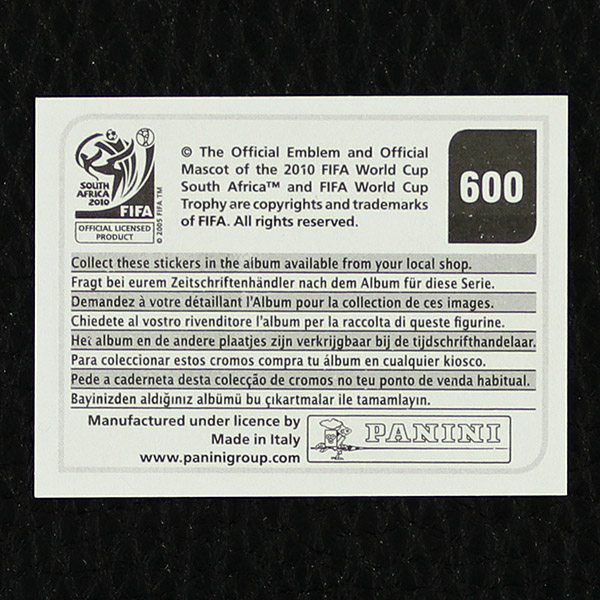 © The Official Emblem and Official
Mascot of the 2010 FIFA World Cup
South Africa™ and FIFA World Cup
Trophy are copyrights and trademarks
of FIFA. All rights reserved.
600
SOUTH
AFRICA
2010
FIFA
OFFICIAL LICENSED
PRODUCT
© 2005 FIFA TM
Collect these stickers in the album available from your local shop.
Fragt bei eurem Zeitschriftenhändler nach dem Album für diese Serie.
Demandez à votre détaillant l'Album pour la collection de ces images.
Chiedete al vostro rivenditore l'album per la raccolta di queste figurine.
Het album en de andere plaatjes zijn verkrijgbaar bij de tijdschrifthandelaar.
Para coleccionar estos cromos compra tu álbum en cualquier kiosco.
Pede a caderneta desta colecção de cromos no teu ponto de venda habitual.
Bayinizden aldığınız albümü bu çıkartmalar ile tamamlayın.
Manufactured under licence by
Made in Italy
www.paninigroup.com
PANINI